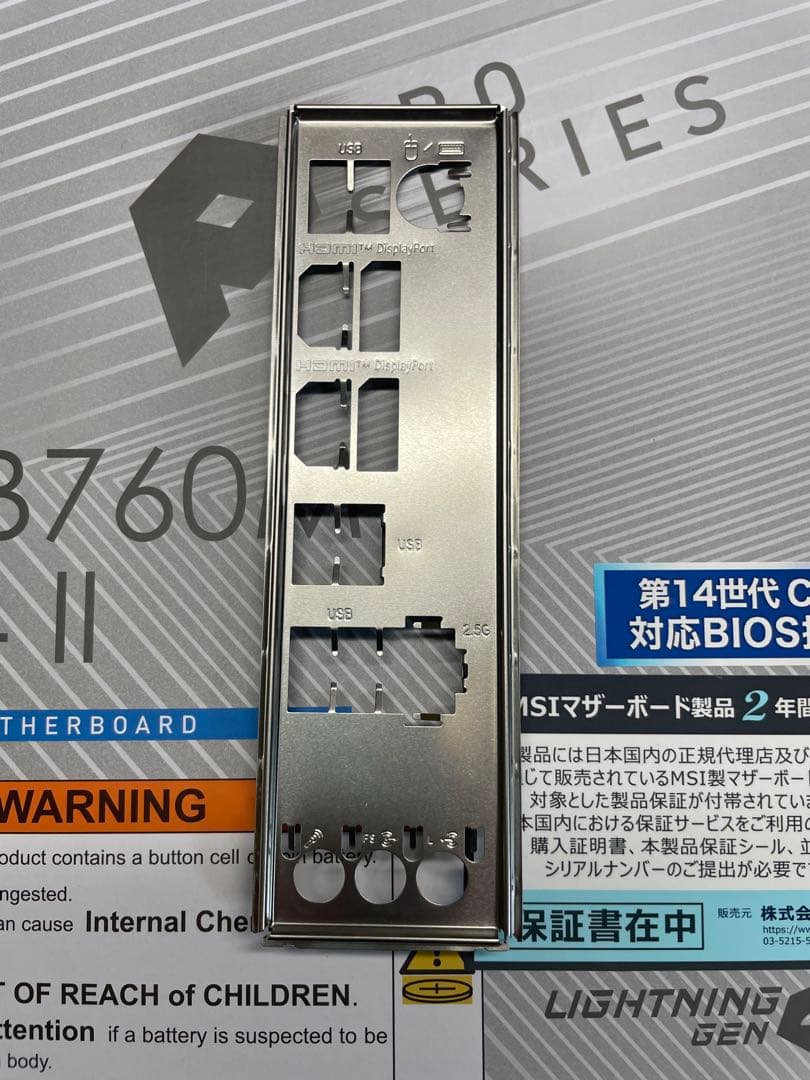 SERIES
USB
HDMI™ DisplayPort
HDMI™ DisplayPort
B760M
II
USB
USB
2.5G
第14世代 C
対応BIOS
MSIマザーボード製品 2 年間
THERBOARD
製品には日本国内の正規代理店及び
じて販売されているMSI製マザーボー
対象とした製品保証が付帯されていま
本国内における保証サービスをご利用の
購入証明書、本製品保証シール、並
シリアルナンバーのご提出が必要で
WARNING
oduct contains a button cell
battery.
ngested.
an cause Internal Che
保証書在中
販売元 株式会
https://ww
03-5215-5
T OF REACH of CHILDREN.
ttention if a battery is suspected to be
body.
LIGHTNING
GEN